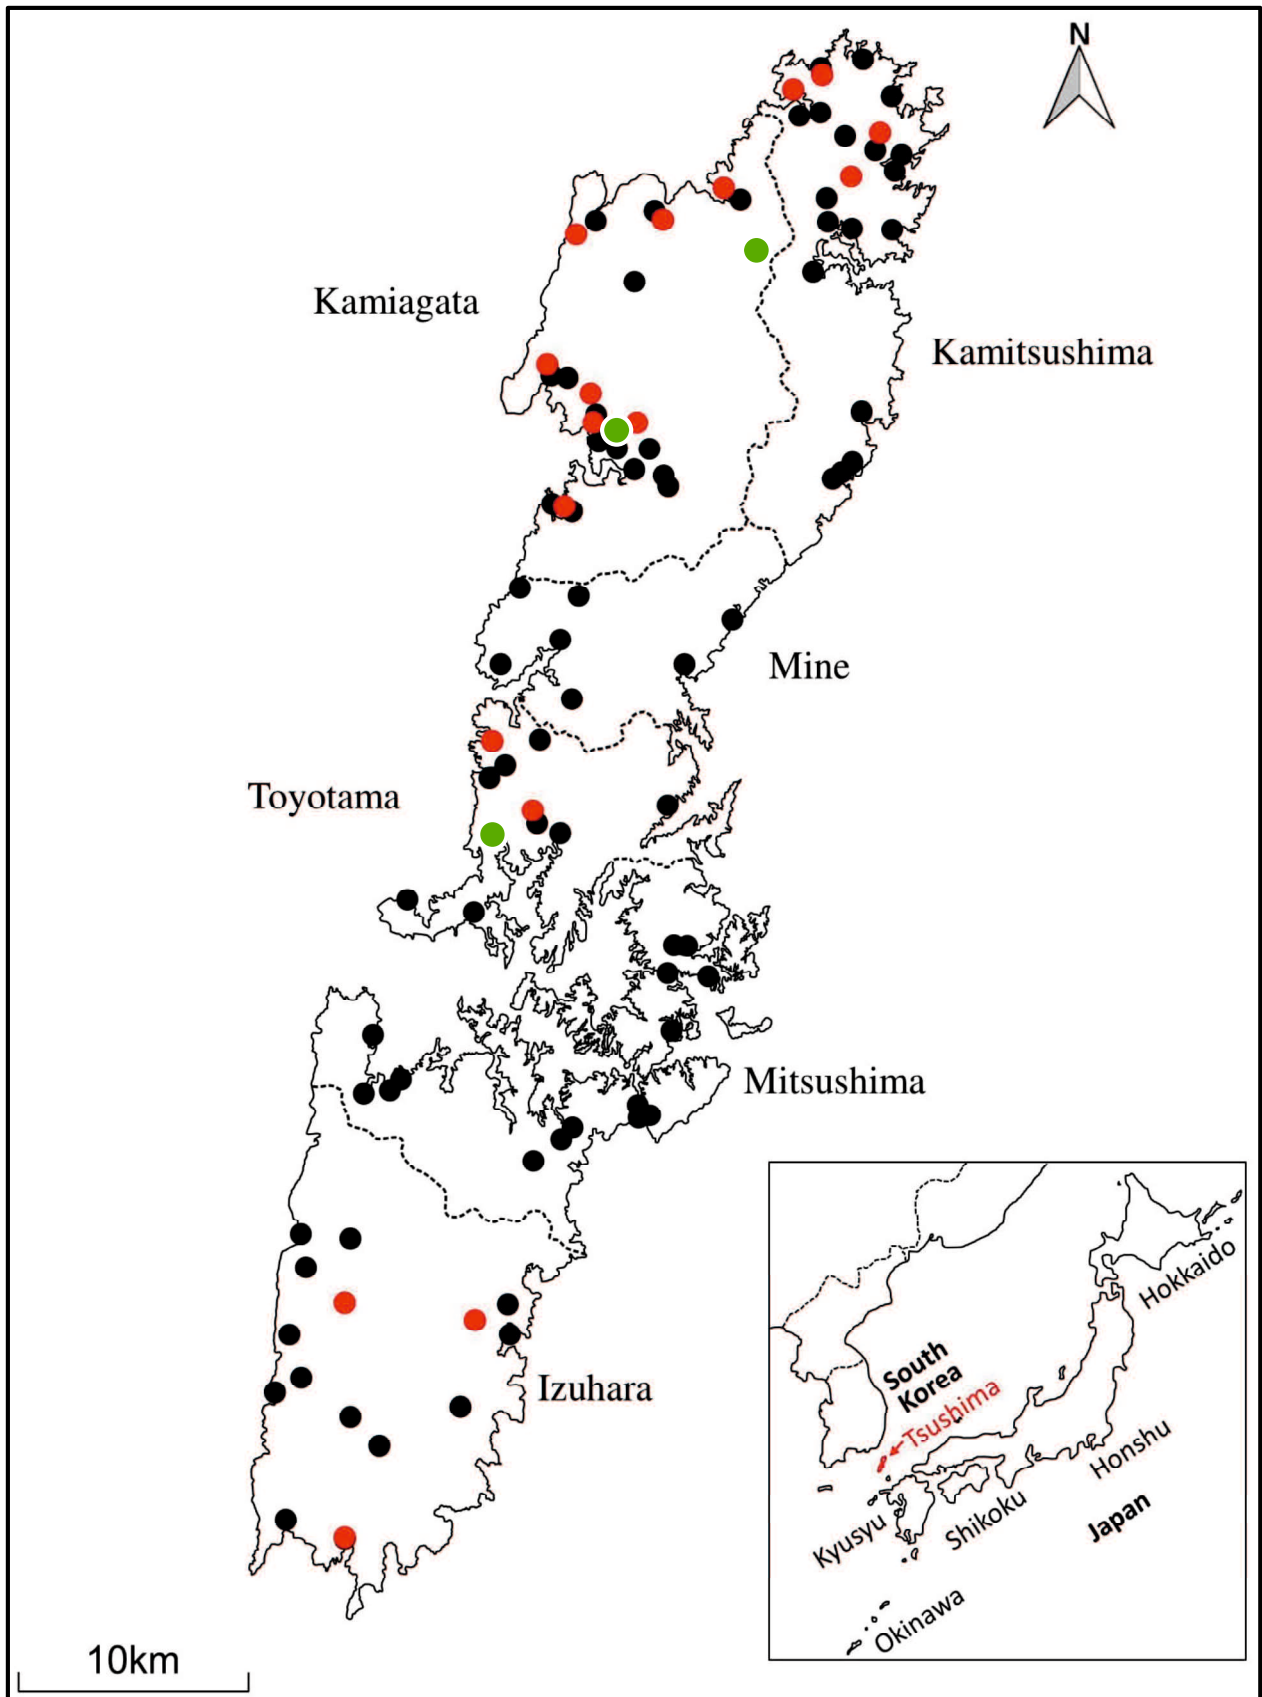 N
Kamiagata
Kamitsushima
Mine
Toyotama
Mitsushima
Izuhara
Hokkaido
South
Korea
Tsushima
Honshu
Shikoku
Japan
Kyusyu
Okinawa
10km